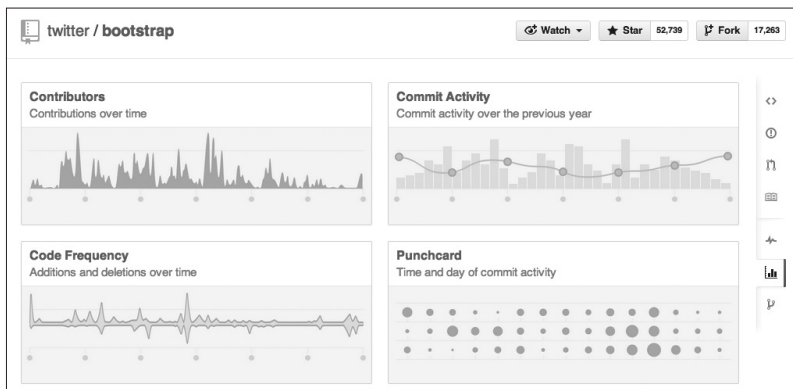 twitter / bootstrap
Watch
Star 52,739
Fork 17,263
Contributors
Contributions over time
Commit Activity
Commit activity over the previous year
Code Frequency
Additions and deletions over time
Punchcard
Time and day of commit activity